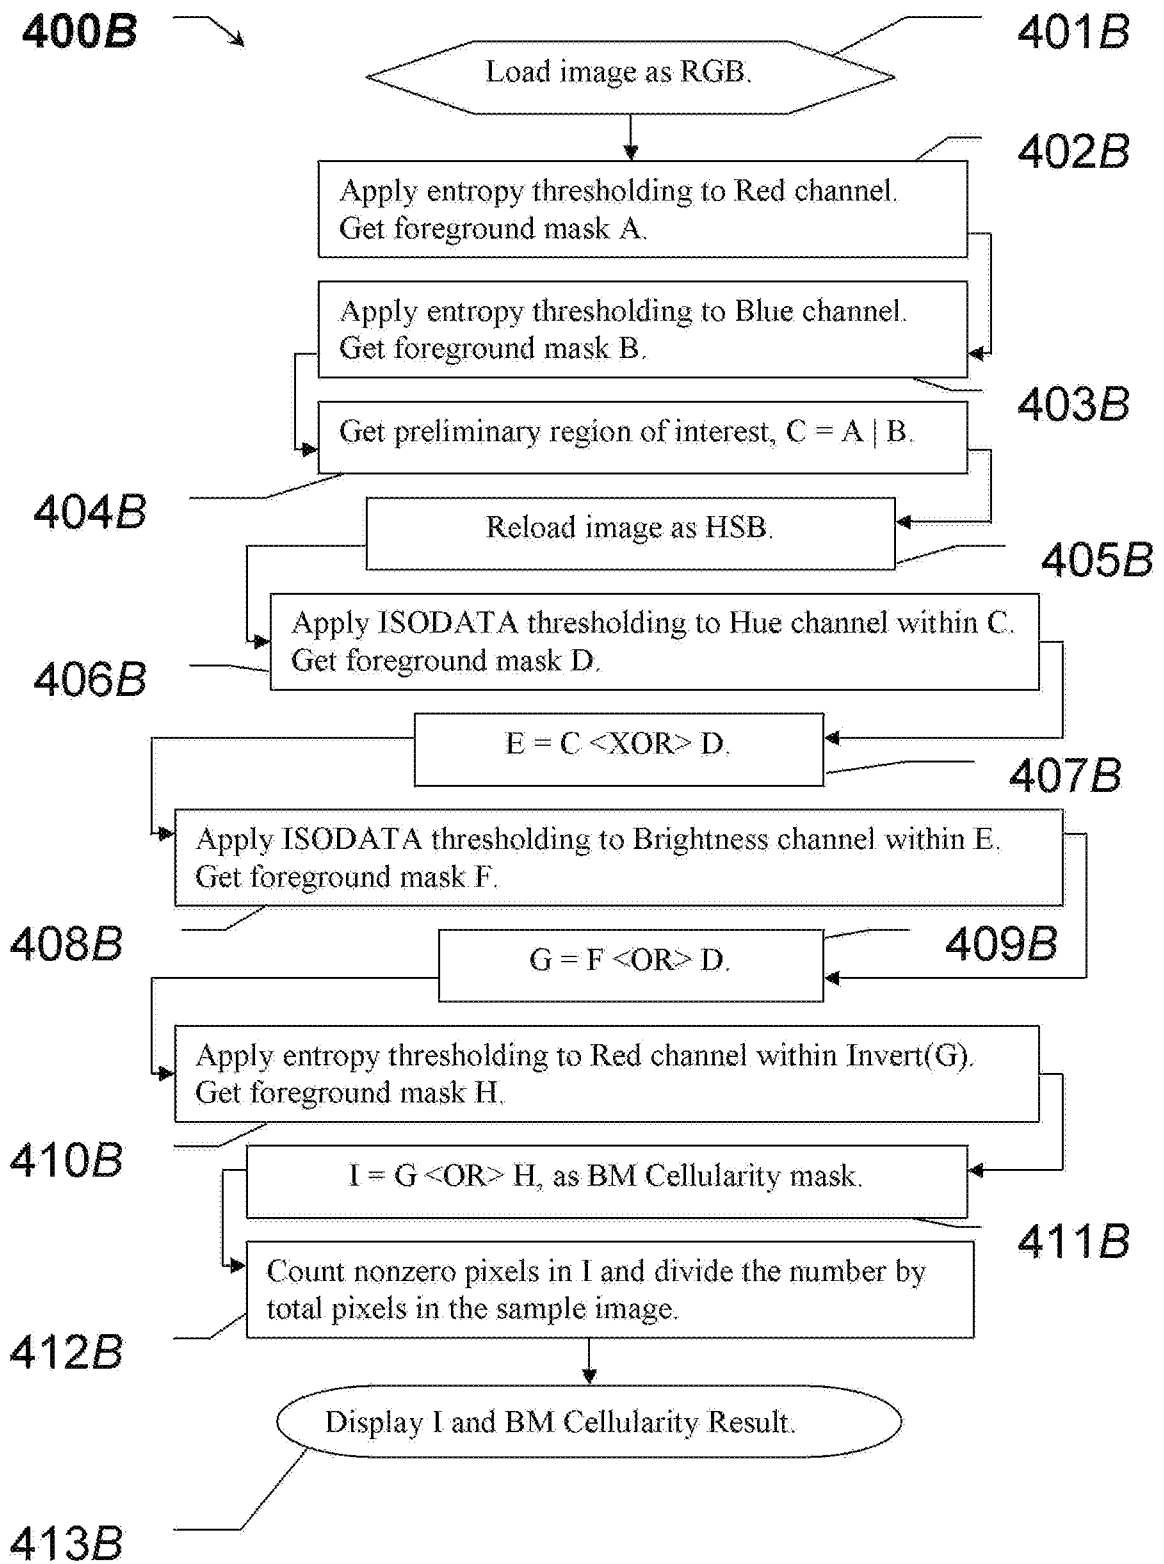 400B
401B
Load image as RGB.
402B
Apply entropy thresholding to Red channel.
Get foreground mask A.
Apply entropy thresholding to Blue channel.
Get foreground mask B.
403B
Get preliminary region of interest, C = A | B.
404B
Reload image as HSB.
405B
Apply ISODATA thresholding to Hue channel within C.
Get foreground mask D.
406B
E = C <XOR> D.
407B
Apply ISODATA thresholding to Brightness channel within E.
Get foreground mask F.
408B
409B
G = F <OR> D.
Apply entropy thresholding to Red channel within Invert(G).
Get foreground mask H.
410B
I = G <OR> H, as BM Cellularity mask.
411B
Count nonzero pixels in I and divide the number by
total pixels in the sample image.
412B
Display I and BM Cellularity Result.
413B